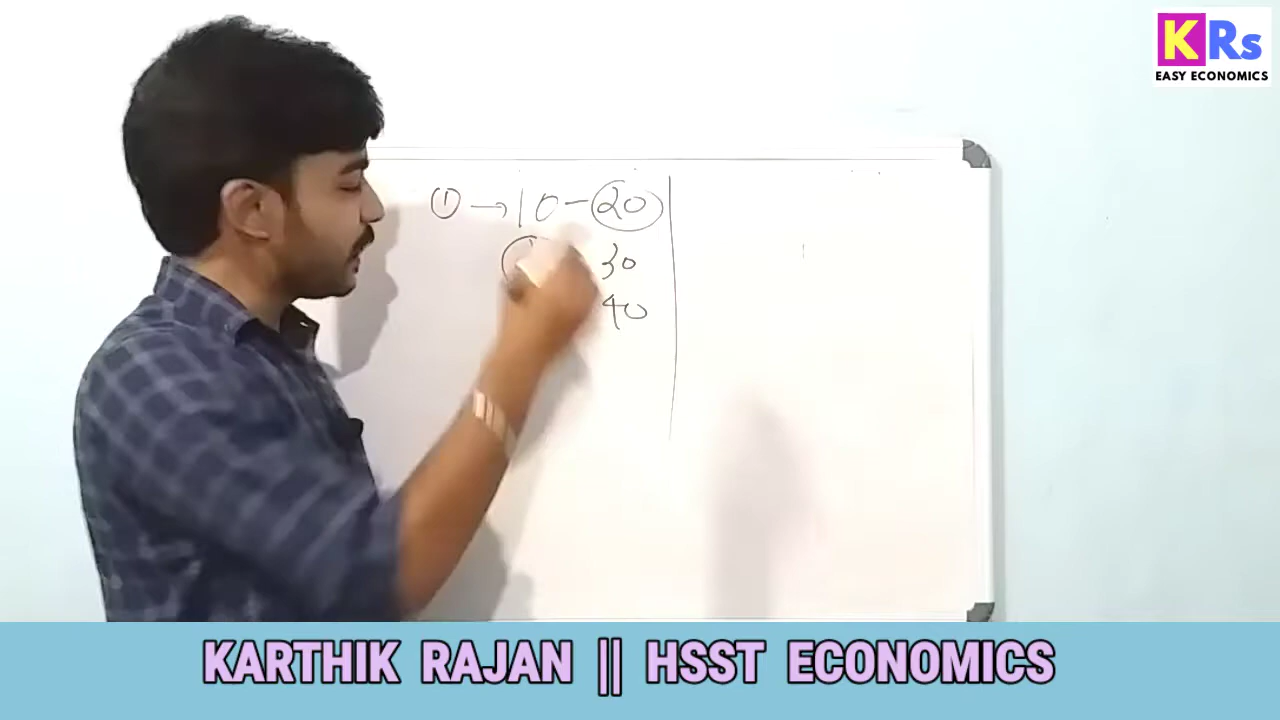 KRs
EASY ECONOMICS
① → 10 - 20
30
40
KARTHIK RAJAN || HSST ECONOMICS